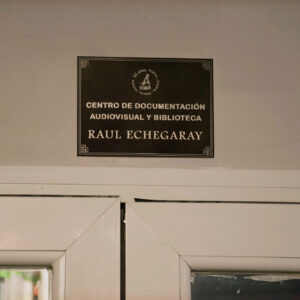 CENTRO DE DOCUMENTACIÓN
AUDIOVISUAL Y BIBLIOTECA
RAUL ECHEGARAY